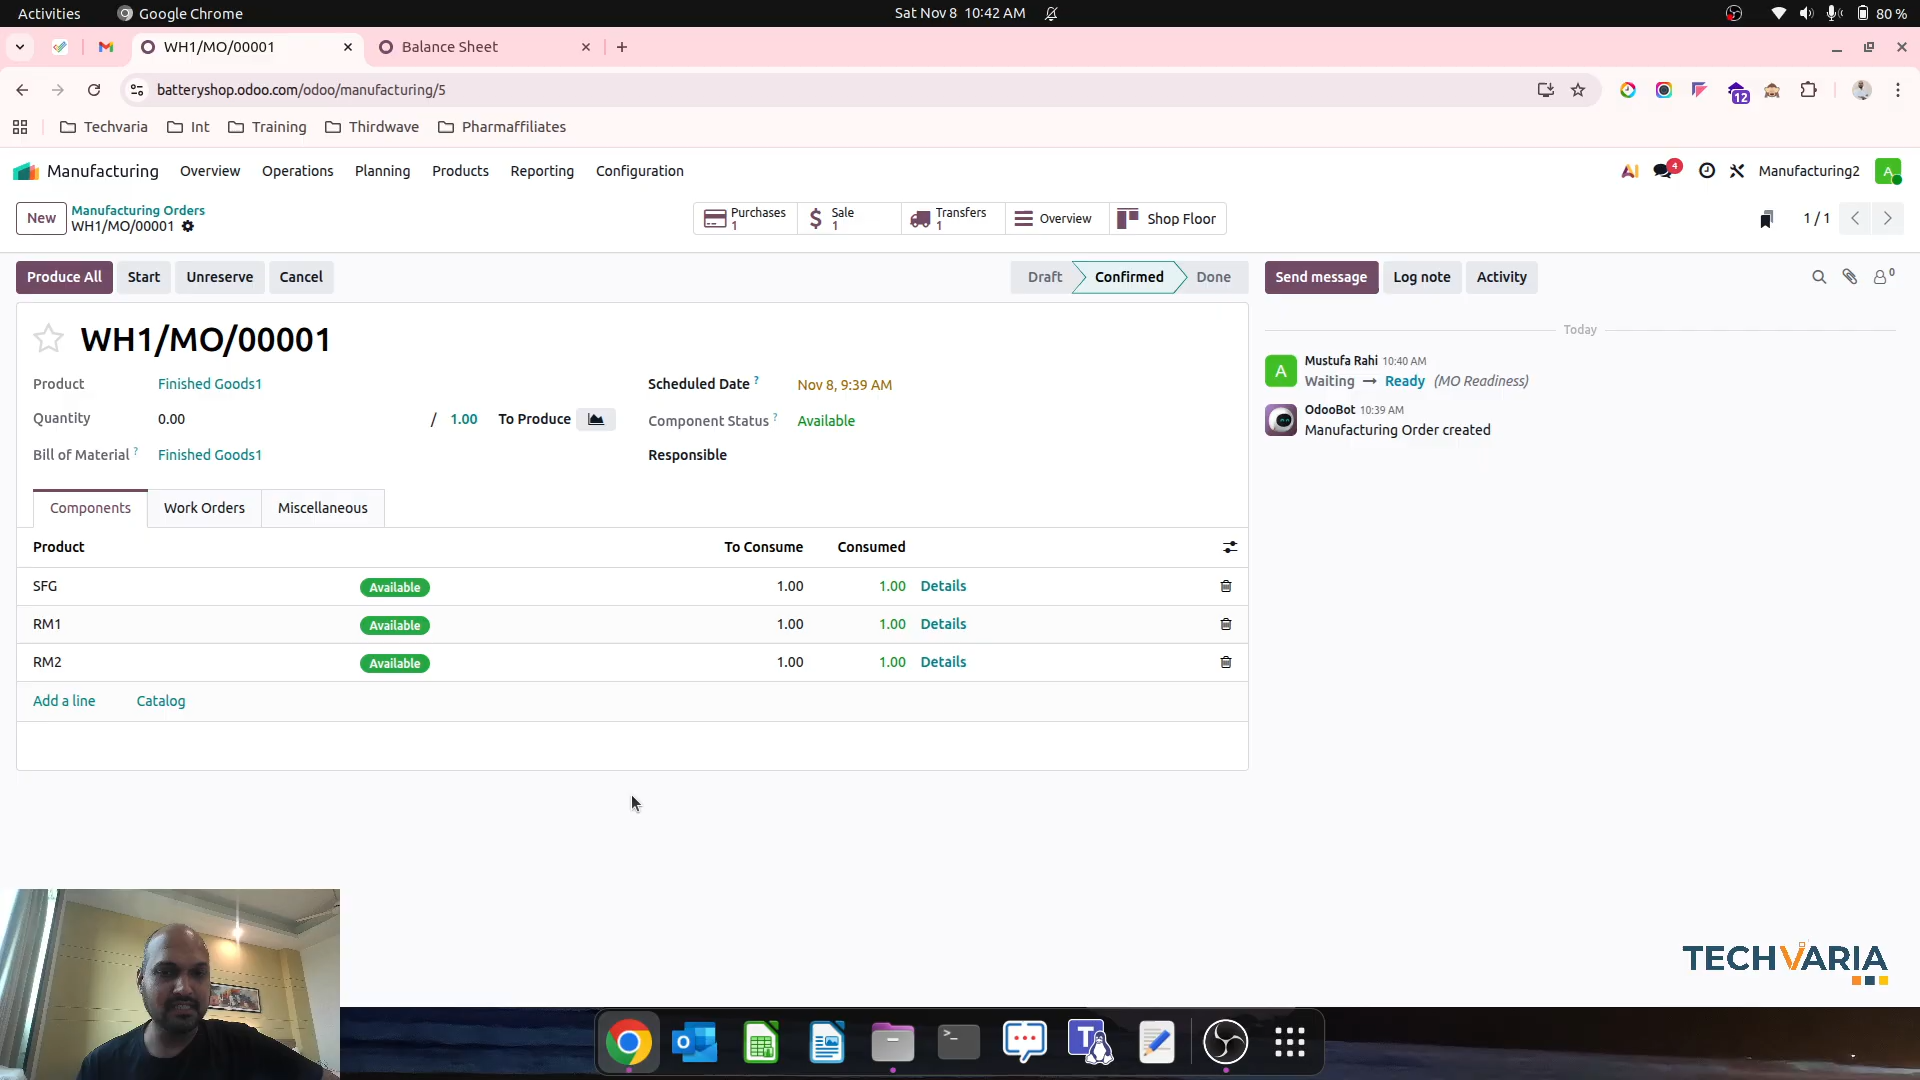 Activities
Google Chrome
Sat Nov 8 10:42 AM
80 %
WH1/MO/00001
Balance Sheet
batteryshop.odoo.com/odoo/manufacturing/5
12
Techvaria
Int
Training
Thirdwave
Pharmaffiliates
Manufacturing
Overview
Operations
Planning
Products
Reporting
Configuration
AI
4
Manufacturing2
A
New
Manufacturing Orders
WH1/MO/00001
Purchases
1
Sale
1
Transfers
1
Overview
Shop Floor
1 / 1
Produce All
Start
Unreserve
Cancel
Draft
Confirmed
Done
Send message
Log note
Activity
0
WH1/MO/00001
Today
Product
Finished Goods1
Scheduled Date ?
Nov 8, 9:39 AM
A
Mustufa Rahi 10:40 AM
Waiting → Ready (MO Readiness)
Quantity
0.00
/ 1.00
To Produce
Component Status ?
Available
OdooBot 10:39 AM
Manufacturing Order created
Bill of Material ?
Finished Goods1
Responsible
Components
Work Orders
Miscellaneous
Product
To Consume
Consumed
SFG
Available
1.00
1.00
Details
RM1
Available
1.00
1.00
Details
RM2
Available
1.00
1.00
Details
Add a line
Catalog
TECHVARIA